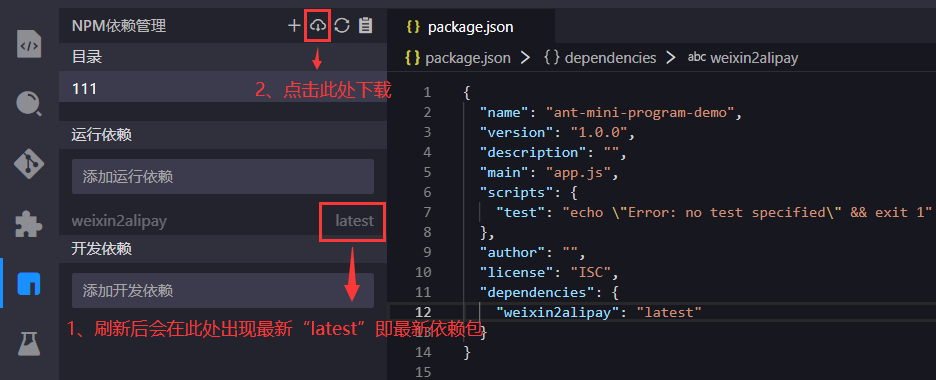 NPM依赖管理
目录
111
2、点击此处下载
运行依赖
添加运行依赖
weixin2alipay latest
开发依赖
添加开发依赖
1、刷新后会在此处出现最新“latest”即最新依赖包
{ } package.json
{ } package.json > { } dependencies > abc weixin2alipay
1 {
2 "name": "ant-mini-program-demo",
3 "version": "1.0.0",
4 "description": "",
5 "main": "app.js",
6 "scripts": {
7 "test": "echo \"Error: no test specified\" && exit 1"
8 },
9 "author": "",
10 "license": "ISC",
11 "dependencies": {
12 "weixin2alipay": "latest"
13 }
14 }
15